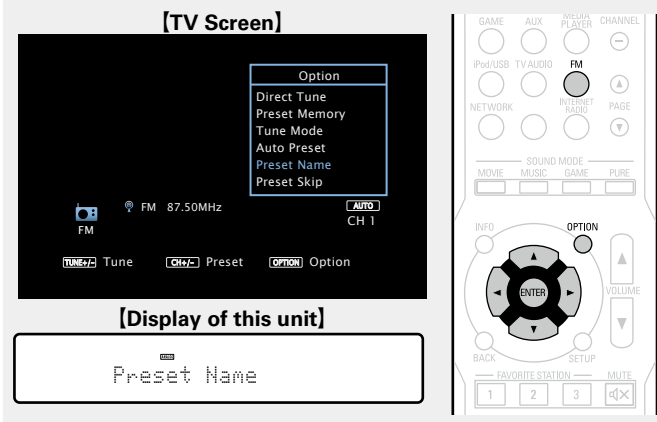 【TV Screen】
Option
Direct Tune
Preset Memory
Tune Mode
Auto Preset
Preset Name
Preset Skip
FM 87.50MHz
AUTO
CH 1
FM
TUNE+/- Tune CH+/- Preset OPTION Option
【Display of this unit】
AUTO
Preset Name
GAME AUX MEDIA PLAYER CHANNEL
iPod/USB TV AUDIO FM
NETWORK INTERNET RADIO PAGE
SOUND MODE
MOVIE MUSIC GAME PURE
INFO OPTION
ENTER
VOLUME
BACK SETUP
FAVORITE STATION MUTE
1 2 3